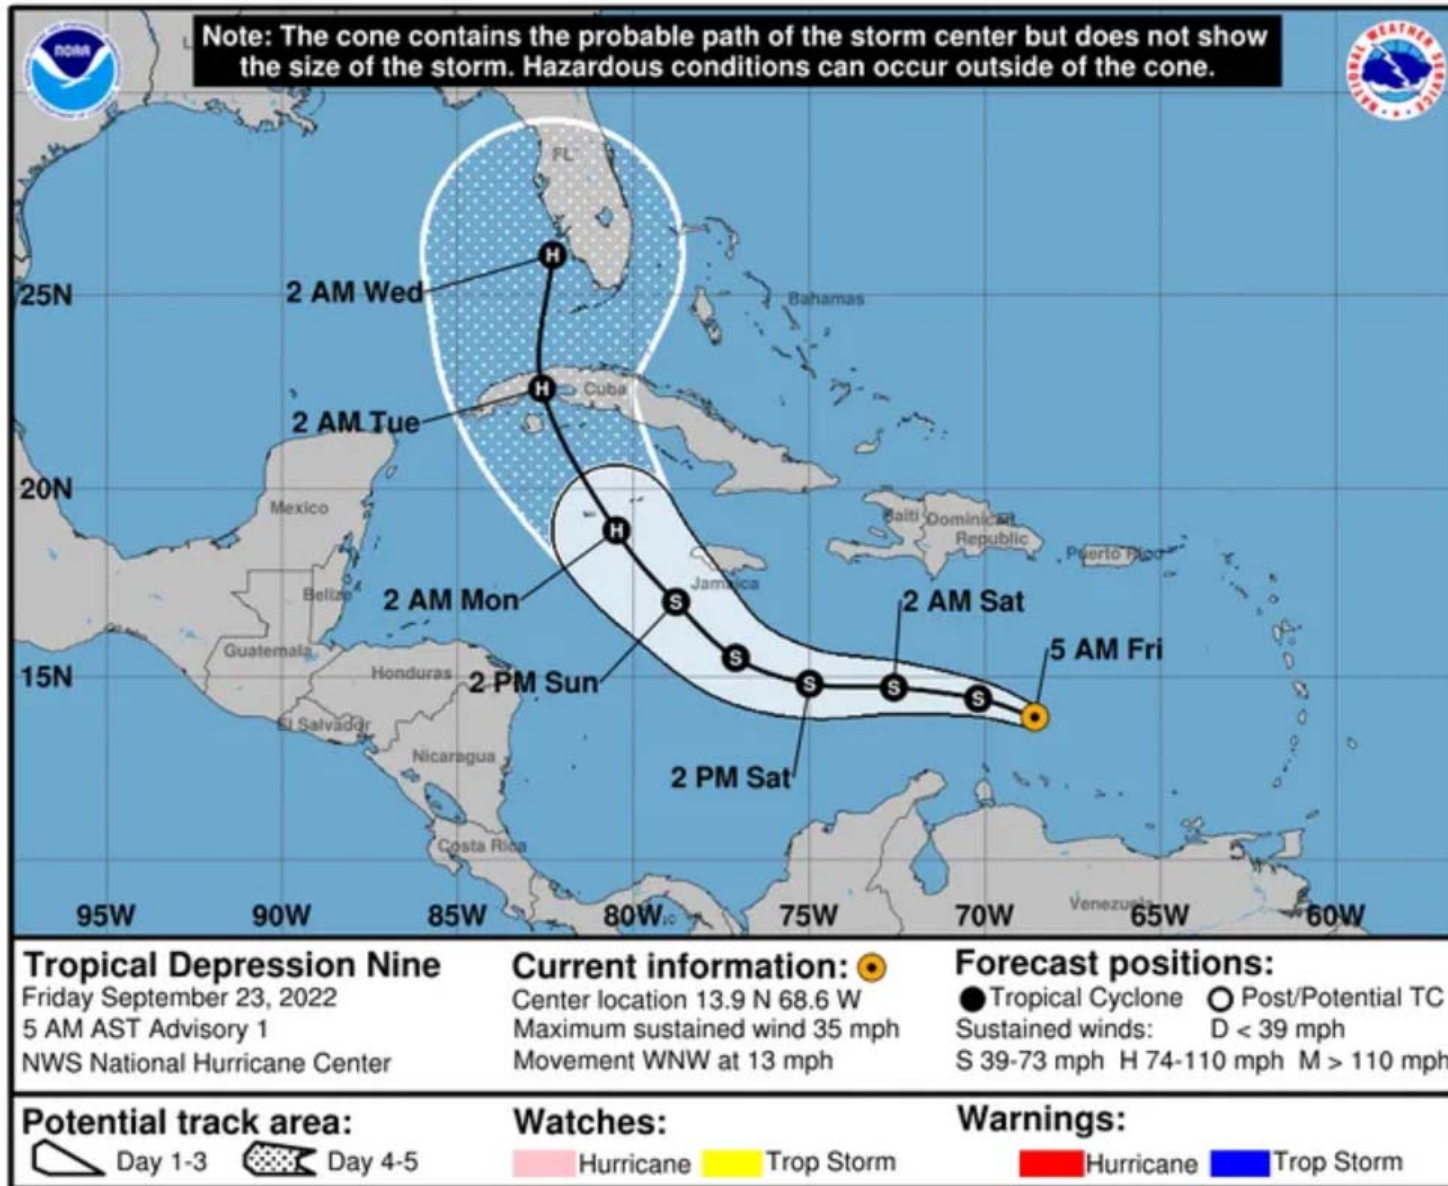 Note: The cone contains the probable path of the storm center but does not show
the size of the storm. Hazardous conditions can occur outside of the cone.
NOAA
NATIONAL WEATHER SERVICE
FL
2 AM Wed
25N
Bahamas
Cuba
2 AM Tue
20N
Mexico
Haiti
Dominican
Republic
Puerto Rico
Jamaica
Belize
2 AM Mon
2 AM Sat
Guatemala
5 AM Fri
15N
Honduras
2 PM Sun
El Salvador
Nicaragua
2 PM Sat
Costa Rica
Venezuela
95W 90W 85W 80W 75W 70W 65W 60W
H
H
H
S
S
S
S
S
Tropical Depression Nine
Friday September 23, 2022
5 AM AST Advisory 1
NWS National Hurricane Center
Current information:
Center location 13.9 N 68.6 W
Maximum sustained wind 35 mph
Movement WNW at 13 mph
Forecast positions:
Tropical Cyclone Post/Potential TC
Sustained winds: D < 39 mph
S 39-73 mph H 74-110 mph M > 110 mph
Potential track area:
Day 1-3 Day 4-5
Watches:
Hurricane Trop Storm
Warnings:
Hurricane Trop Storm